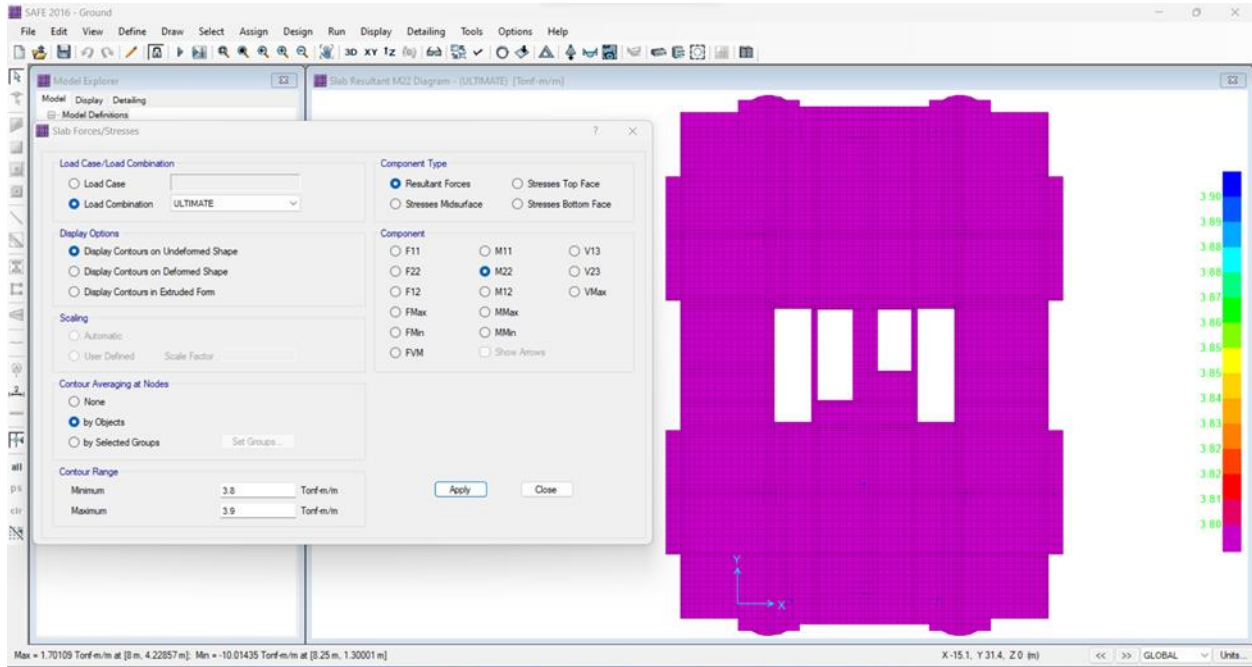 SAFE 2016 - Ground
File Edit View Define Draw Select Assign Design Run Display Detailing Tools Options Help
3D XY 1Z
Model Explorer
Slab Resultant M22 Diagram - (ULTIMATE) [Tonf-m/m]
Model Display Detailing
Model Definitions
Slab Forces/Stresses
? 
Load Case/Load Combination
Load Case
Load Combination ULTIMATE
Component Type
Resultant Forces Stresses Top Face
Stresses Midsurface Stresses Bottom Face
Display Options
Display Contours on Undeformed Shape
Display Contours on Deformed Shape
Display Contours in Extruded Form
Component
F11 M11 V13
F22 M22 V23
F12 M12 VMax
FMax MMax
FMin MMin
FVM Show Arrows
Scaling
Automatic
User Defined Scale Factor
Contour Averaging at Nodes
None
by Objects
by Selected Groups Set Groups...
Contour Range
Minimum 3.8 Tonf-m/m
Maximum 3.9 Tonf-m/m
Apply Close
all
ps
clr
3.90
3.89
3.88
3.88
3.87
3.86
3.85
3.85
3.84
3.83
3.82
3.82
3.81
3.80
Y
X
Max = 1.70109 Tonf-m/m at [8 m, 4.22857 m]; Min = -10.01435 Tonf-m/m at [8.25 m, 1.30001 m]
X -15.1, Y 31.4, Z 0 (m) << >> GLOBAL Units...